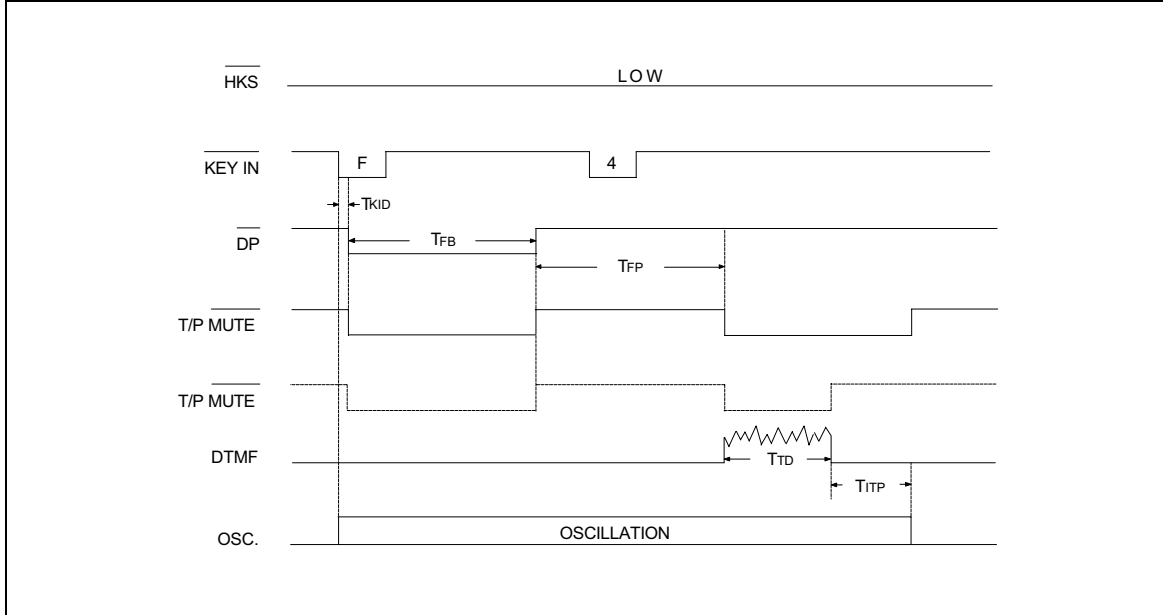 HKS
LOW
KEY IN
F
4
TKID
DP
TFB
TFP
T/P MUTE
T/P MUTE
DTMF
TTD
TITP
OSC.
OSCILLATION